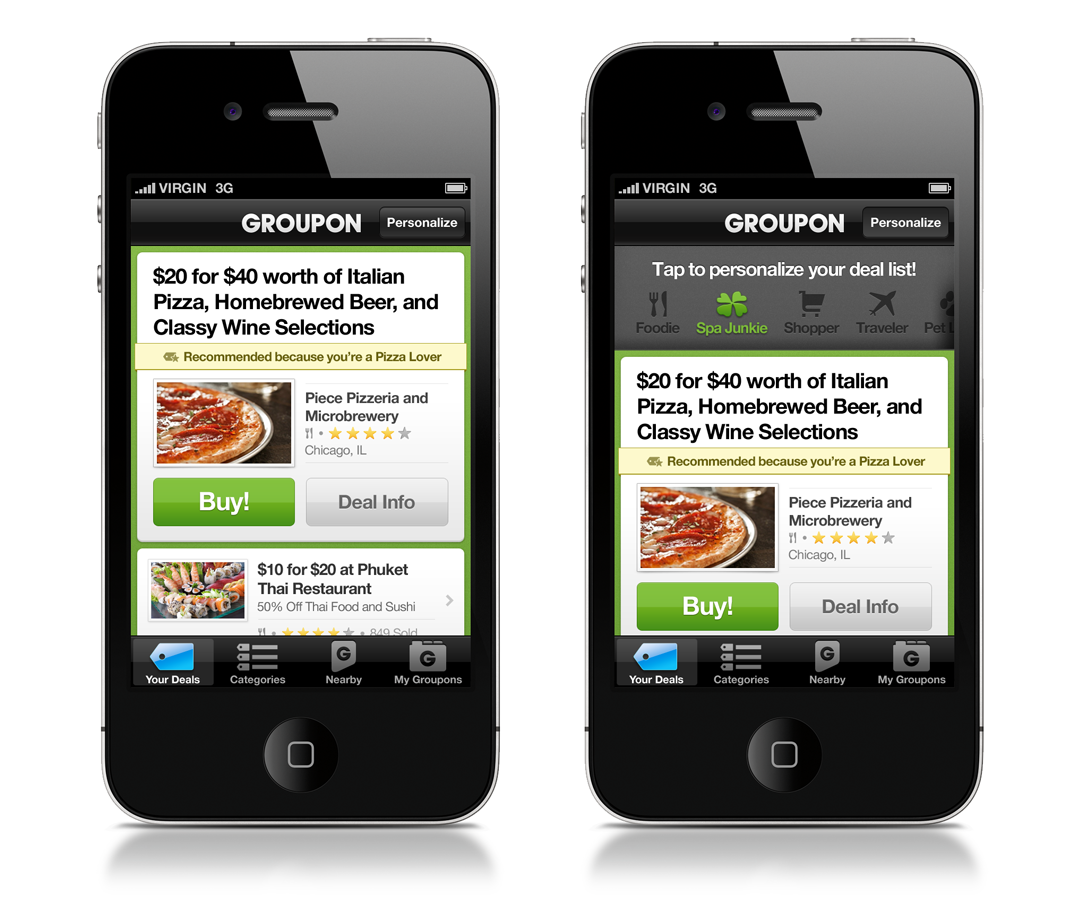 VIRGIN 3G
GROUPON
Personalize
$20 for $40 worth of Italian
Pizza, Homebrewed Beer, and
Classy Wine Selections
Recommended because you're a Pizza Lover
Piece Pizzeria and
Microbrewery
Chicago, IL
Buy!
Deal Info
$10 for $20 at Phuket
Thai Restaurant
50% Off Thai Food and Sushi
849 Sold
Your Deals
Categories
G
Nearby
G
My Groupons
VIRGIN 3G
GROUPON
Personalize
Tap to personalize your deal list!
Foodie
Spa Junkie
Shopper
Traveler
Pet L
$20 for $40 worth of Italian
Pizza, Homebrewed Beer, and
Classy Wine Selections
Recommended because you're a Pizza Lover
Piece Pizzeria and
Microbrewery
Chicago, IL
Buy!
Deal Info
Your Deals
Categories
G
Nearby
G
My Groupons